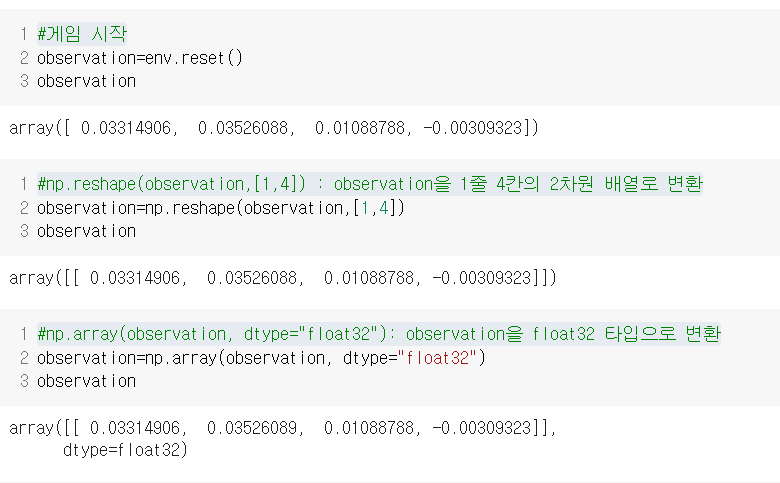 1 #게임 시작
2 observation=env.reset()
3 observation
array([ 0.03314906,  0.03526088,  0.01088788, -0.00309323])
1 #np.reshape(observation,[1,4]) : observation을 1줄 4칸의 2차원 배열로 변환
2 observation=np.reshape(observation,[1,4])
3 observation
array([[ 0.03314906,  0.03526088,  0.01088788, -0.00309323]])
1 #np.array(observation, dtype="float32"): observation을 float32 타입으로 변환
2 observation=np.array(observation, dtype="float32")
3 observation
array([[ 0.03314906,  0.03526089,  0.01088788, -0.00309323]],
      dtype=float32)